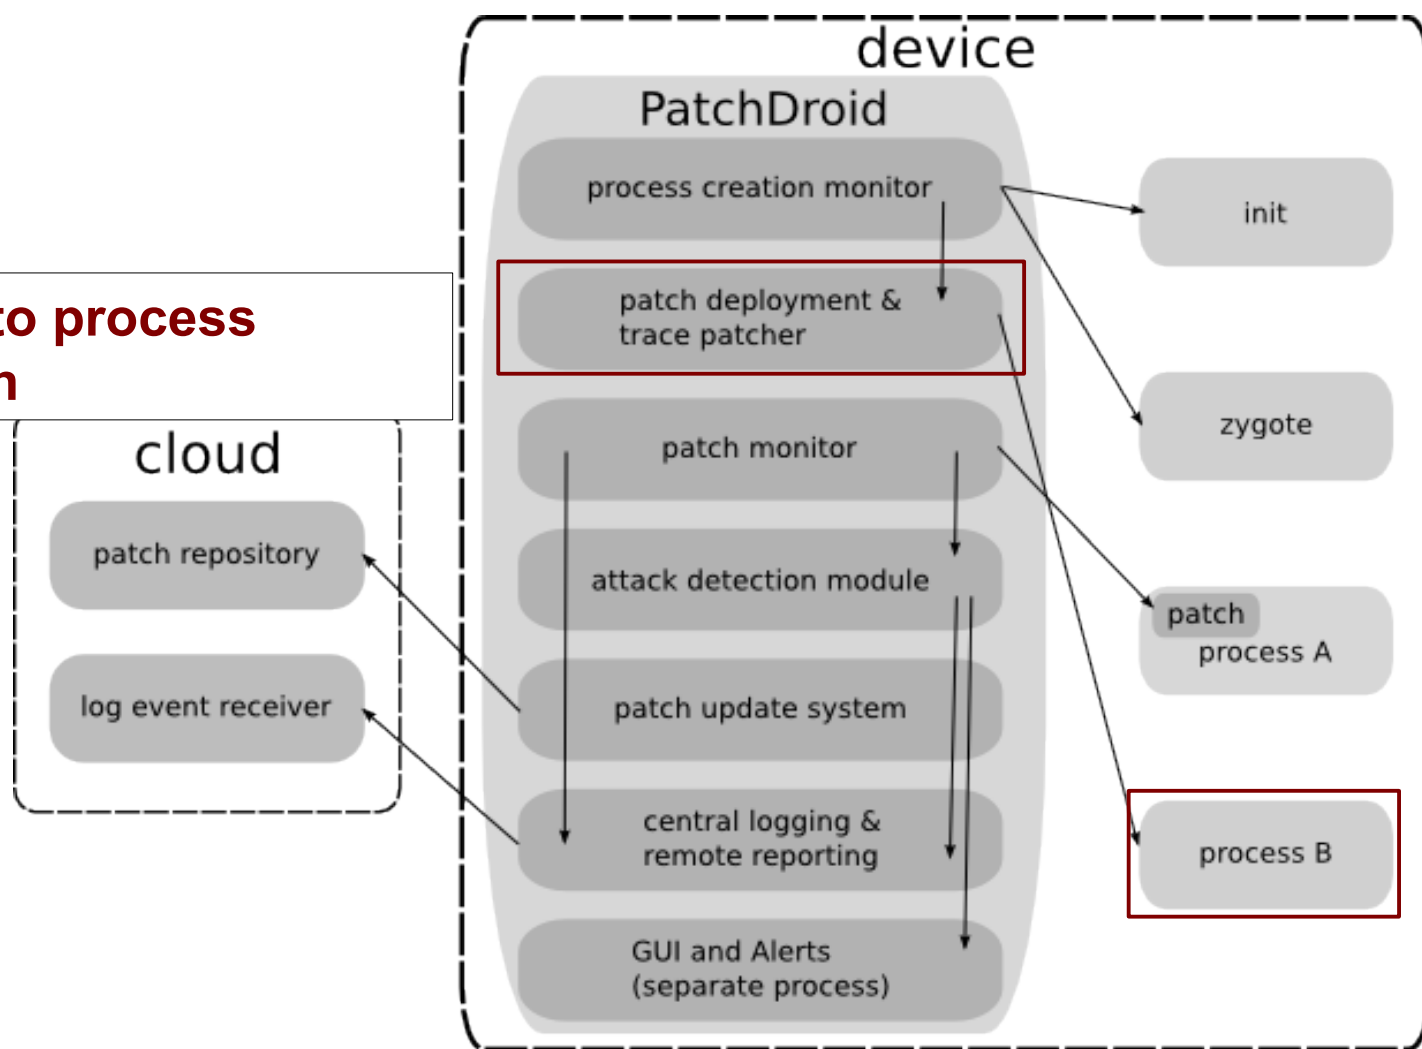 device
PatchDroid
process creation monitor
init
patch deployment &
trace patcher
to process
zygote
cloud
patch monitor
patch repository
attack detection module
patch
process A
log event receiver
patch update system
central logging &
remote reporting
process B
GUI and Alerts
(separate process)